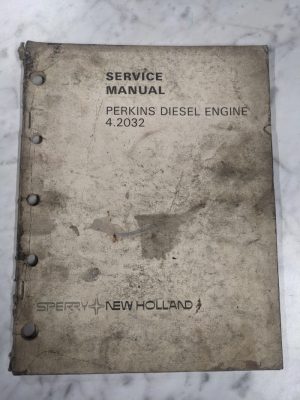 SERVICE
MANUAL
PERKINS DIESEL ENGINE
4.2032
SPERRY NEW HOLLAND